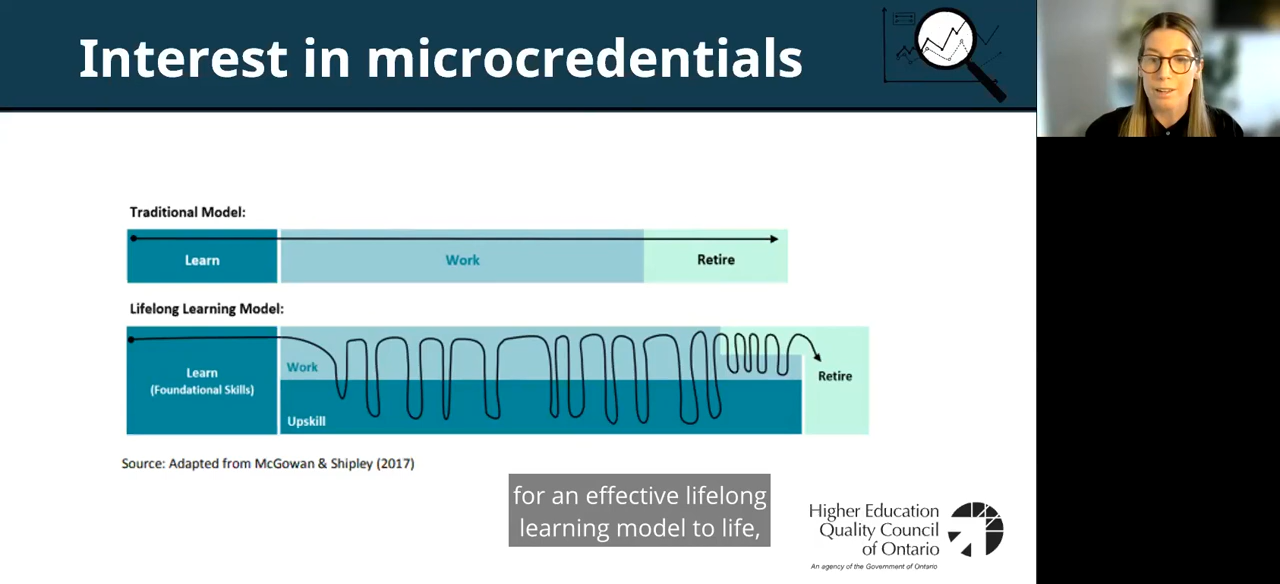 Interest in microcredentials
Traditional Model:
Learn
Work
Retire
Lifelong Learning Model:
Learn
(Foundational Skills)
Work
Upskill
Retire
Source: Adapted from McGowan & Shipley (2017)
for an effective lifelong
learning model to life,
Higher Education
Quality Council
of Ontario
An agency of the Government of Ontario